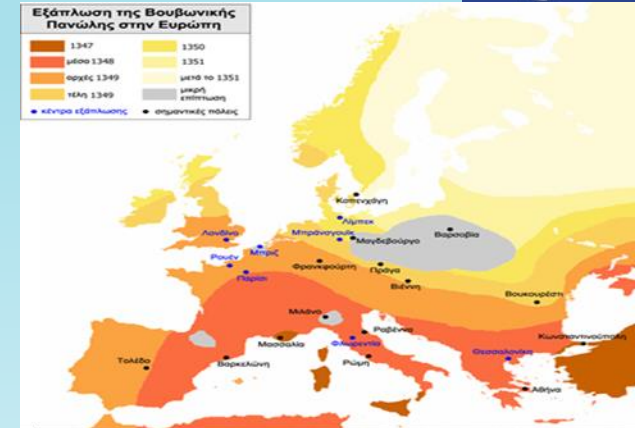 Εξάπλωση της Βουβωνικής
Πανώλης στην Ευρώπη
1347
1350
μέσα 1348
1351
αρχές 1349
μετά το 1351
τέλη 1349
μικρή
επίπτωση
κέντρα εξάπλωσης
σημαντικές πόλεις
Κοπενχάγη
Λίμπεκ
Λονδίνο
Μπράνσγουικ
Βαρσοβία
Μπριζ
Μαγδεβούργο
Ρουέν
Φρανκφούρτη
Πράγα
Παρίσι
Βιέννη
Βουκουρέστι
Μιλάνο
Ραβέννα
Κωνσταντινούπολη
Μασσαλία
Φλωρεντία
Τολέδο
Βαρκελώνη
Ρώμη
Θεσσαλονίκη
Αθήνα